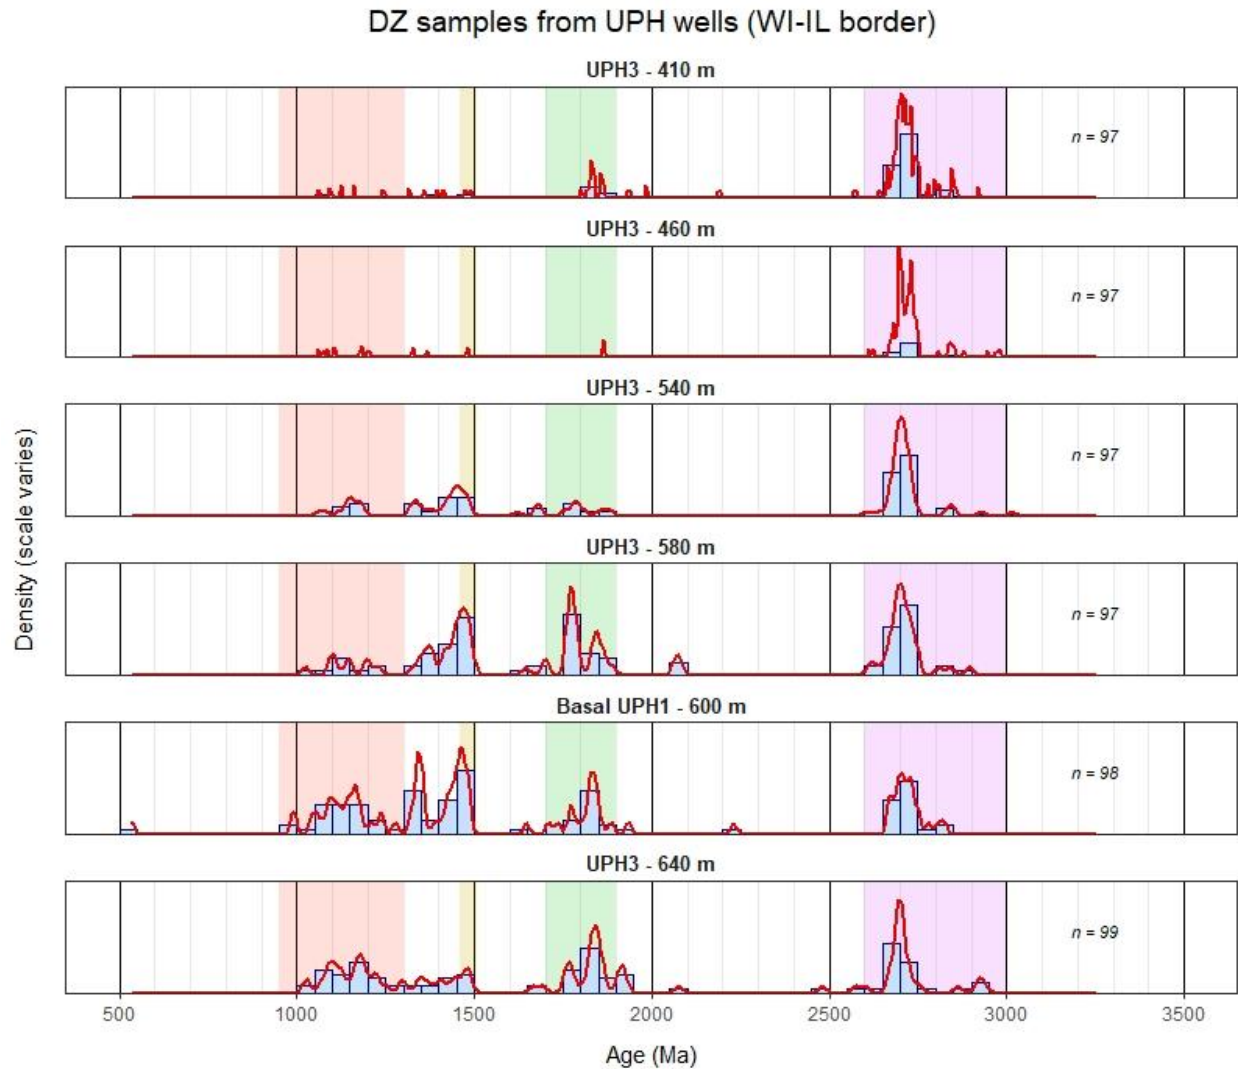 DZ samples from UPH wells (WI-IL border)
UPH3 - 410 m
n = 97
UPH3 - 460 m
n = 97
UPH3 - 540 m
n = 97
Density (scale varies)
UPH3 - 580 m
n = 97
Basal UPH1 - 600 m
n = 98
UPH3 - 640 m
n = 99
500 1000 1500 2000 2500 3000 3500
Age (Ma)